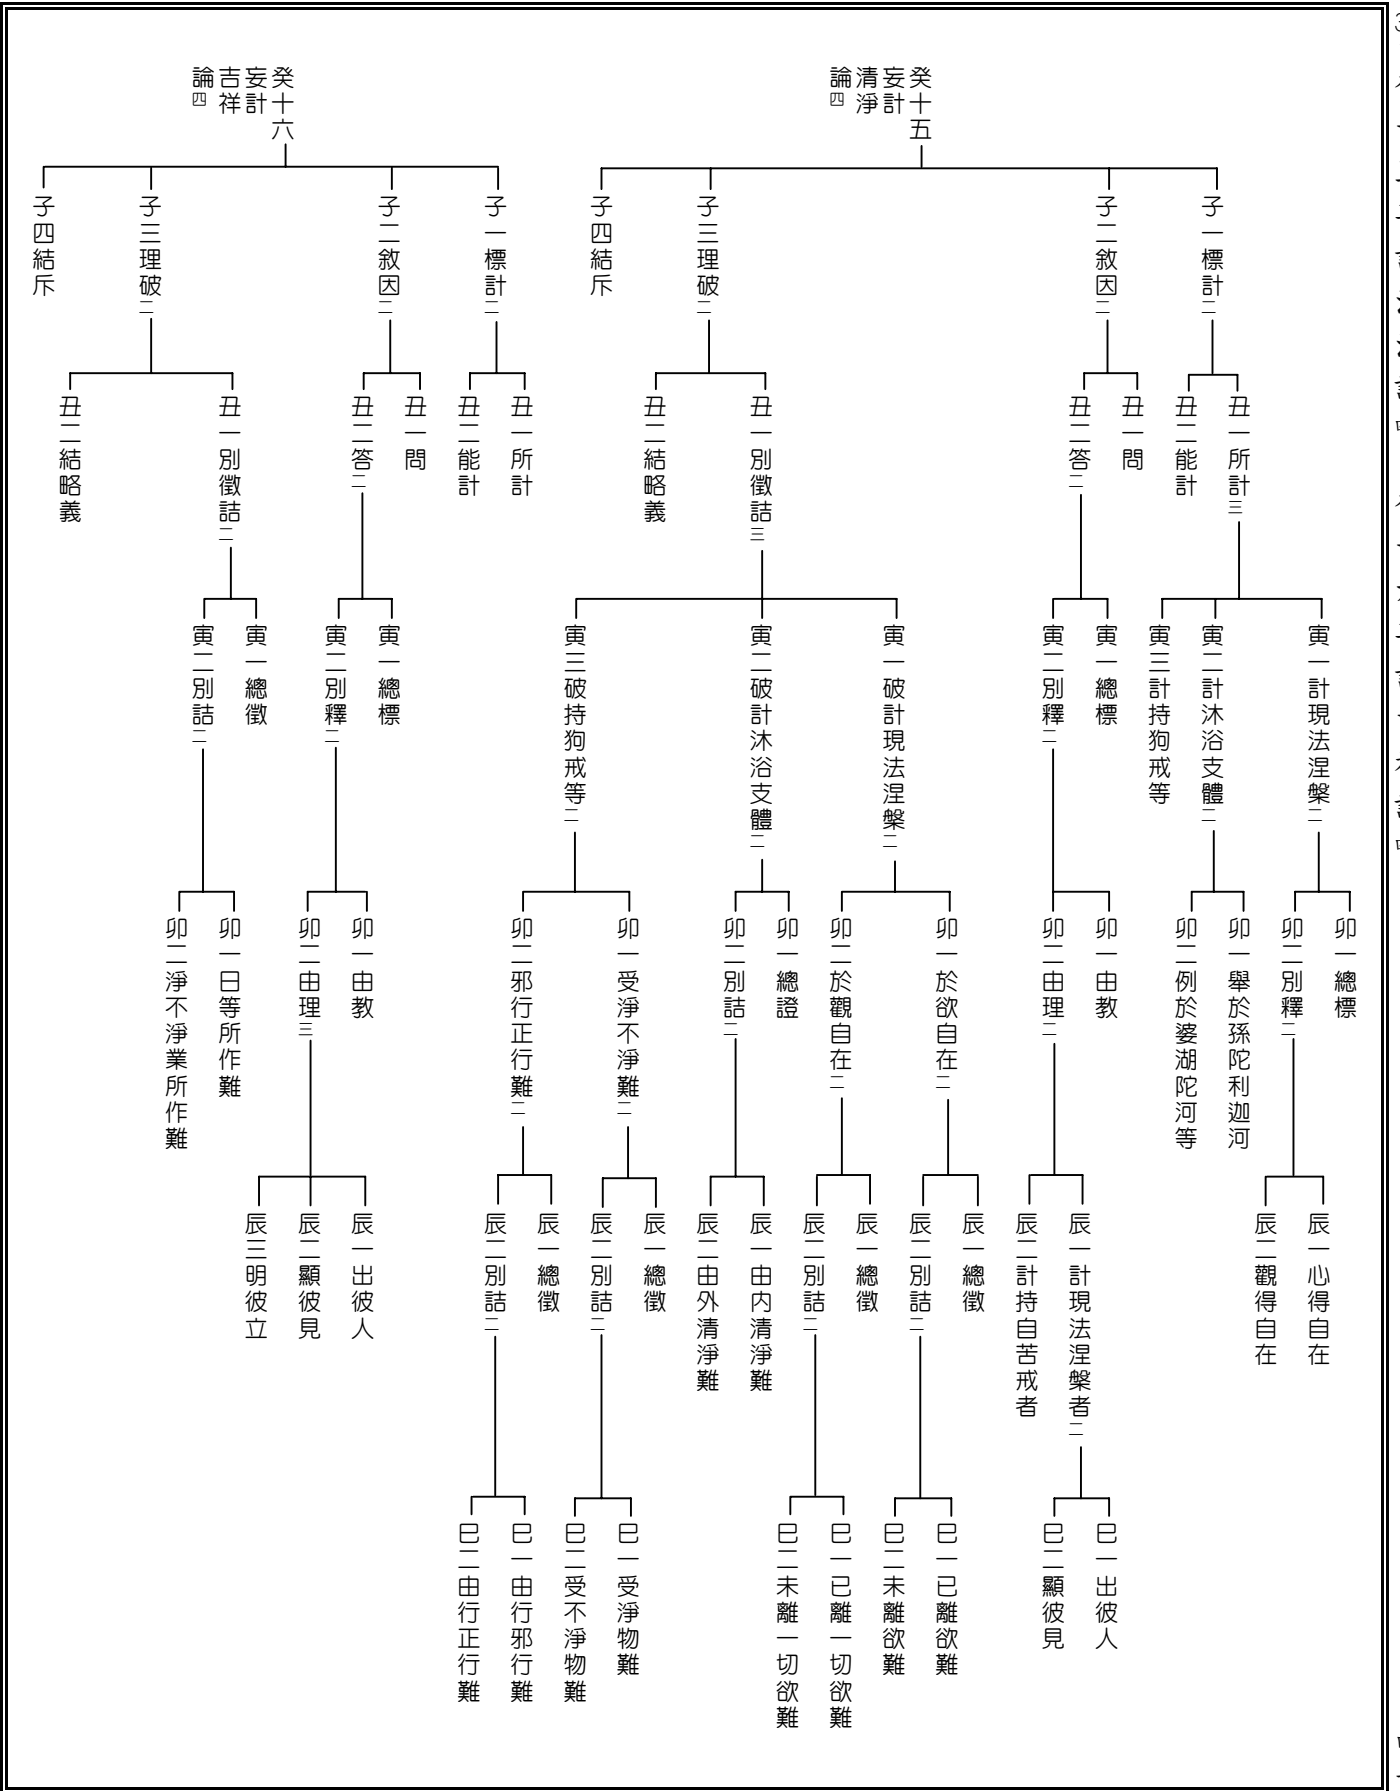 癸十五
妄計
清淨
論四
子一標計二
丑一所計三
寅一計現法涅槃二
卯一總標
卯二別釋二
辰一心得自在
辰二觀得自在
寅二計沐浴支體二
卯一舉於孫陀利迦河
卯二例於婆湖陀河等
寅三計持狗戒等
丑二能計
子二敘因二
丑一問
丑二答二
寅一總標
寅二別釋二
卯一由教
卯二由理二
辰一計現法涅槃者二
巳一出彼人
巳二顯彼見
辰二計持自苦戒者
子三理破二
丑一別徵詰三
寅一破計現法涅槃二
卯一於欲自在二
辰一總徵
辰二別詰二
巳一已離欲難
巳二未離欲難
卯二於觀自在二
辰一總徵
辰二別詰二
巳一已離一切欲難
巳二未離一切欲難
寅二破計沐浴支體二
卯一總證
卯二別詰二
辰一由內清淨難
辰二由外清淨難
寅三破持狗戒等二
卯一受淨不淨難二
辰一總徵
辰二別詰二
巳一受淨物難
巳二受不淨物難
卯二邪行正行難二
辰一總徵
辰二別詰二
巳一由行邪行難
巳二由行正行難
丑二結略義
子四結斥
癸十六
妄計
吉祥
論四
子一標計二
丑一所計
丑二能計
子二敘因二
丑一問
丑二答二
寅一總標
寅二別釋二
卯一由教
卯二由理三
辰一出彼人
辰二顯彼見
辰三明彼立
子三理破二
丑一別徵詰二
寅一總徵
寅二別詰二
卯一日等所作難
卯二淨不淨業所作難
丑二結略義
子四結斥